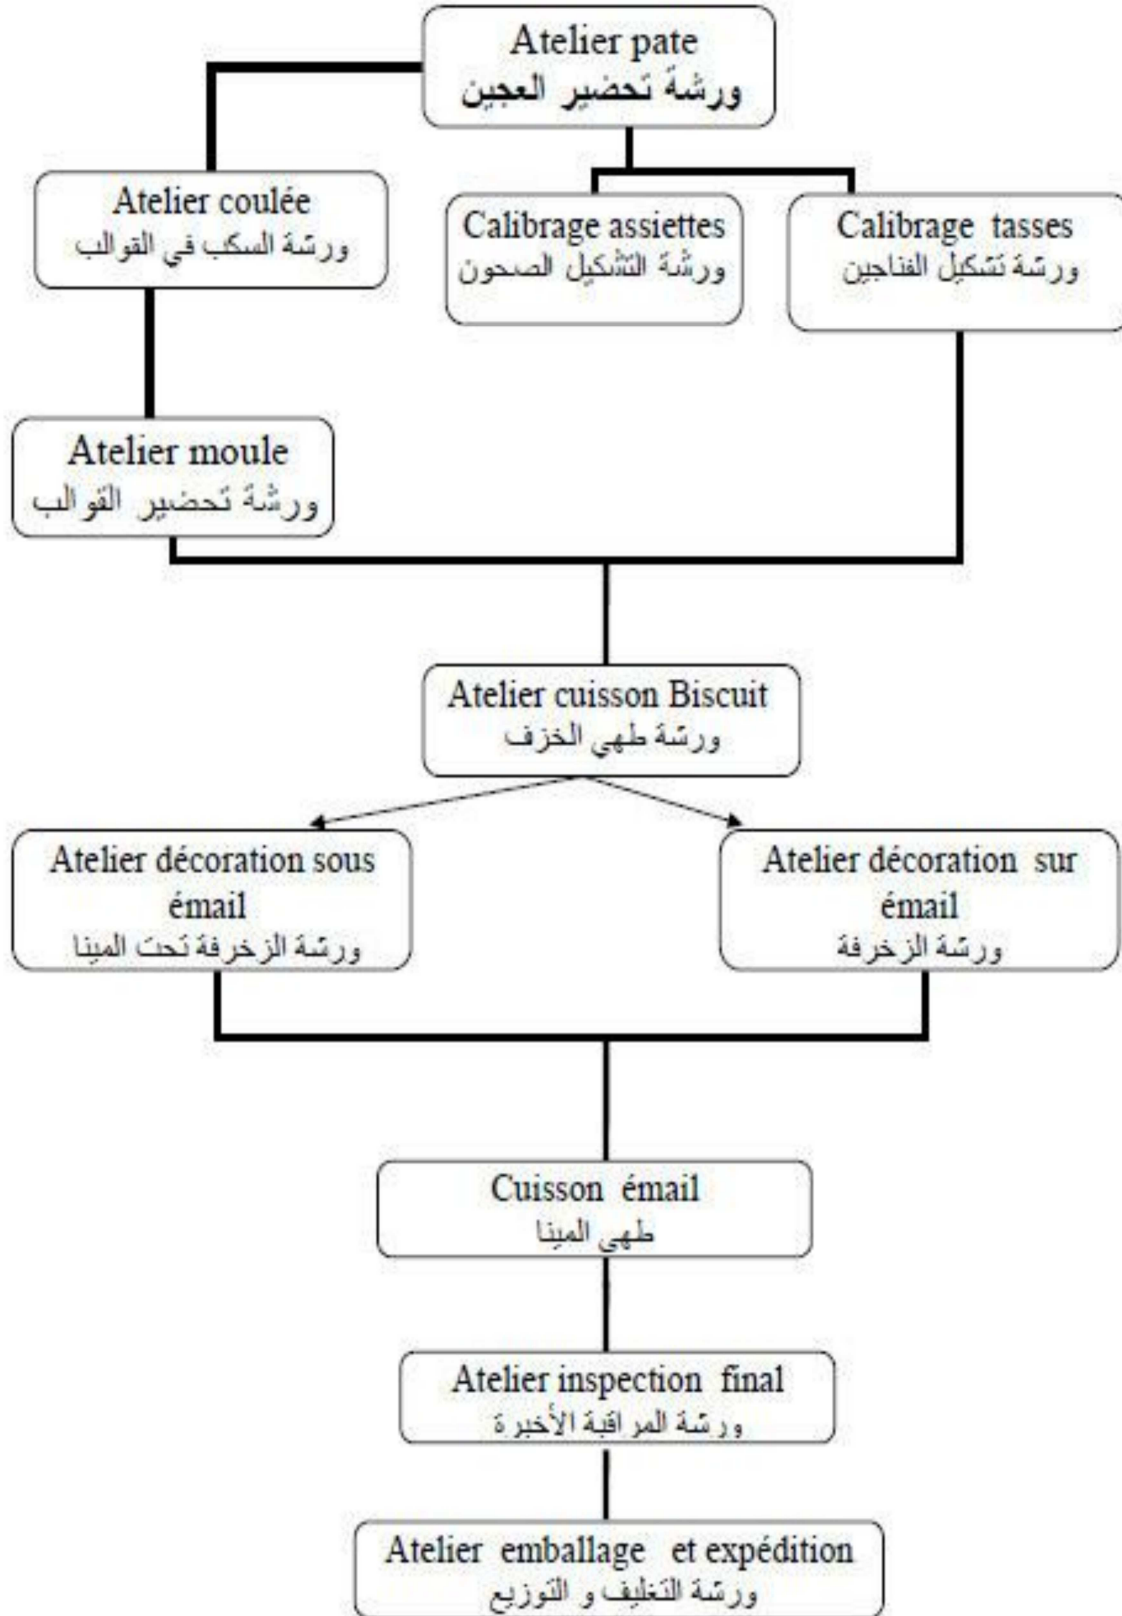 Atelier pate
ورشة تحضير العجين
Atelier coulée
ورشة السكب في القوالب
Calibrage assiettes
ورشة التشكيل الصحون
Calibrage tasses
ورشة تشكيل الفناجين
Atelier moule
ورشة تحضير القوالب
Atelier cuisson Biscuit
ورشة طهي الخزف
Atelier décoration sous
émail
ورشة الزخرفة تحت المينا
Atelier décoration sur
émail
ورشة الزخرفة
Cuisson émail
طهي المينا
Atelier inspection final
ورشة المراقبة الأخيرة
Atelier emballage et expédition
ورشة التغليف و التوزيع